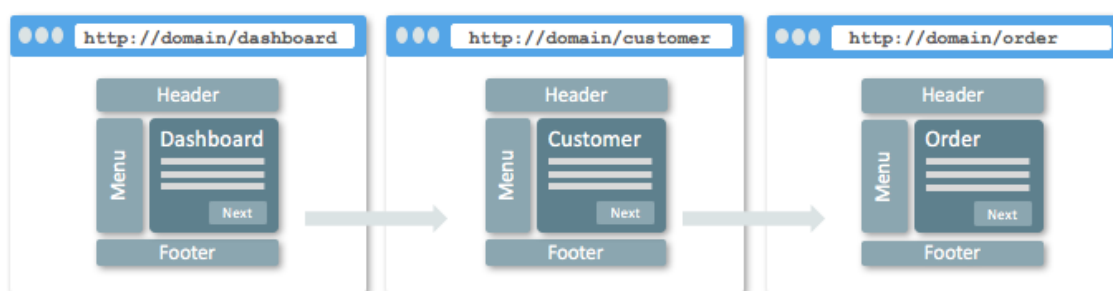 http://domain/dashboard
Header
Menu
Dashboard
Next
Footer
http://domain/customer
Header
Menu
Customer
Next
Footer
http://domain/order
Header
Menu
Order
Next
Footer